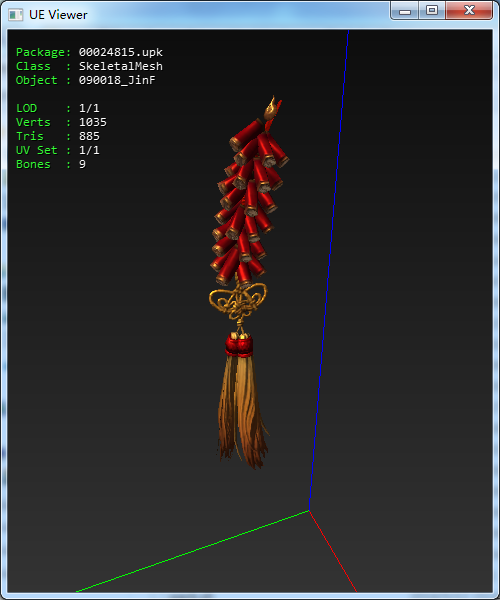 UE Viewer
Package: 00024815.upk
Class : SkeletalMesh
Object : 090018_JinF
LOD : 1/1
Verts : 1035
Tris : 885
UV Set : 1/1
Bones : 9